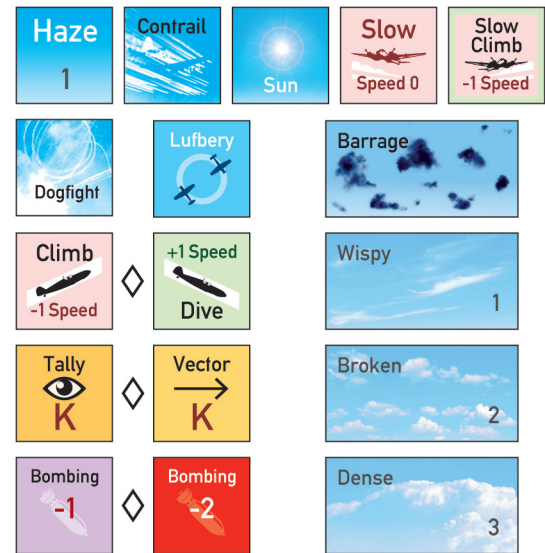 Haze
1
Contrail
Sun
Slow
Speed 0
Slow
Climb
-1 Speed
Dogfight
Lufbery
Barrage
Climb
-1 Speed
+1 Speed
Dive
Wispy
1
Tally
K
Vector
K
Broken
2
Bombing
-1
Bombing
-2
Dense
3